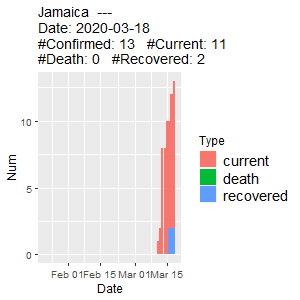 Jamaica  ---
Date: 2020-03-18
#Confirmed: 13   #Current: 11
#Death: 0   #Recovered: 2
Num
10
5
0
Feb 01
Feb 15
Mar 01
Mar 15
Date
Type
current
death
recovered